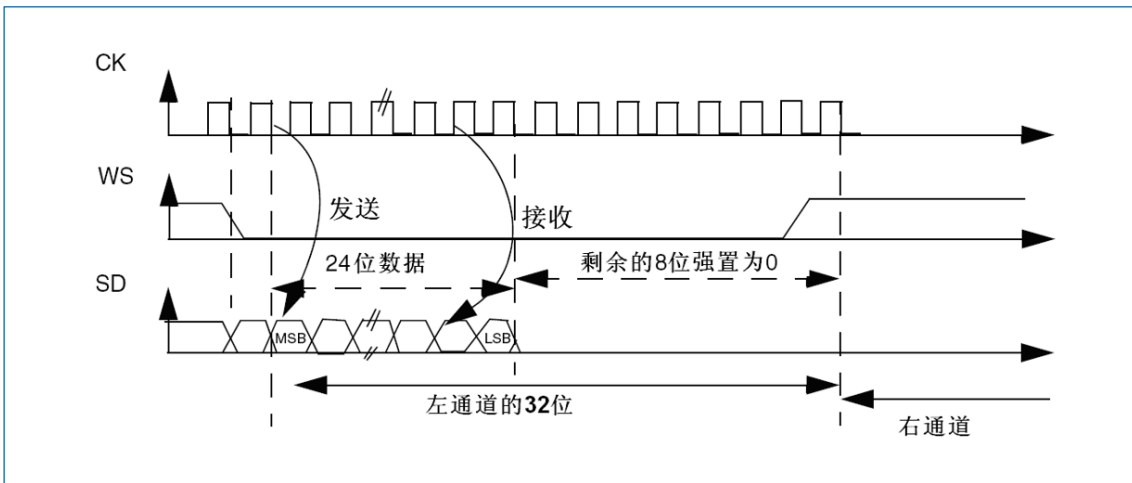 CK
WS
发送
接收
24位数据
剩余的8位强置为0
SD
MSB
LSB
左通道的32位
右通道